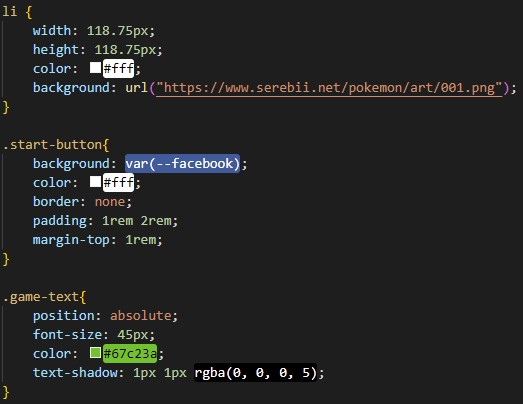 li {
width: 118.75px;
height: 118.75px;
color: #fff;
background: url("https://www.serebii.net/pokemon/art/001.png");
}
.start-button{
background: var(--facebook);
color: #fff;
border: none;
padding: 1rem 2rem;
margin-top: 1rem;
}
.game-text{
position: absolute;
font-size: 45px;
color: #67c23a;
text-shadow: 1px 1px rgba(0, 0, 0, 5);
}